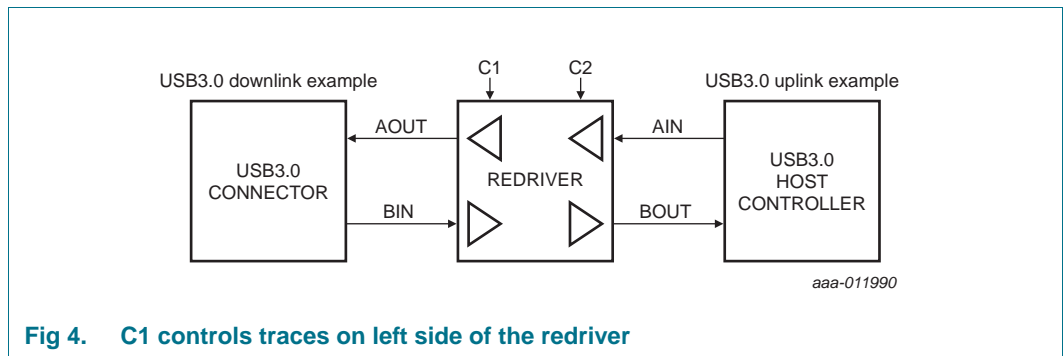 C1 C2
USB3.0 downlink example USB3.0 uplink example
AOUT AIN
USB3.0
CONNECTOR
REDRIVER
USB3.0
HOST
CONTROLLER
BIN BOUT
aaa-011990
Fig 4. C1 controls traces on left side of the redriver